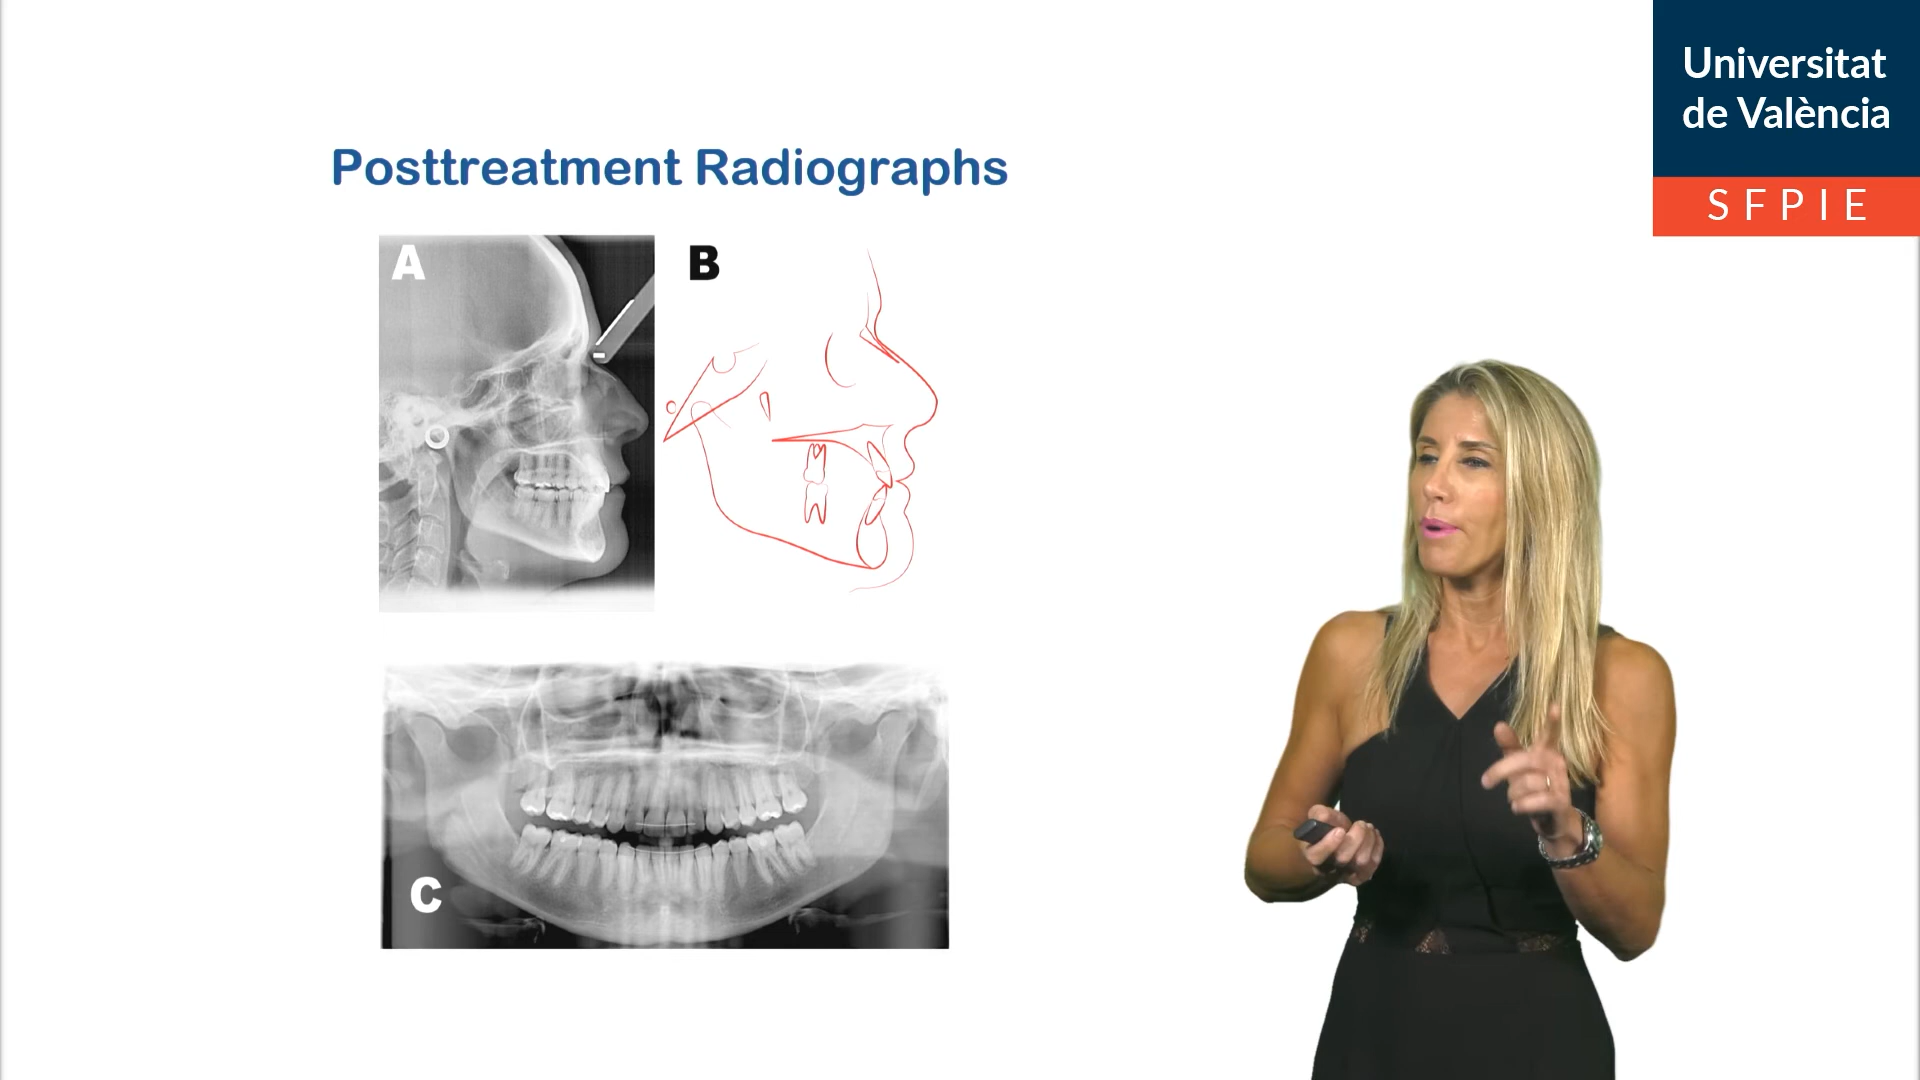 Universitat
de València
SFPIE
Posttreatment Radiographs
A
B
C